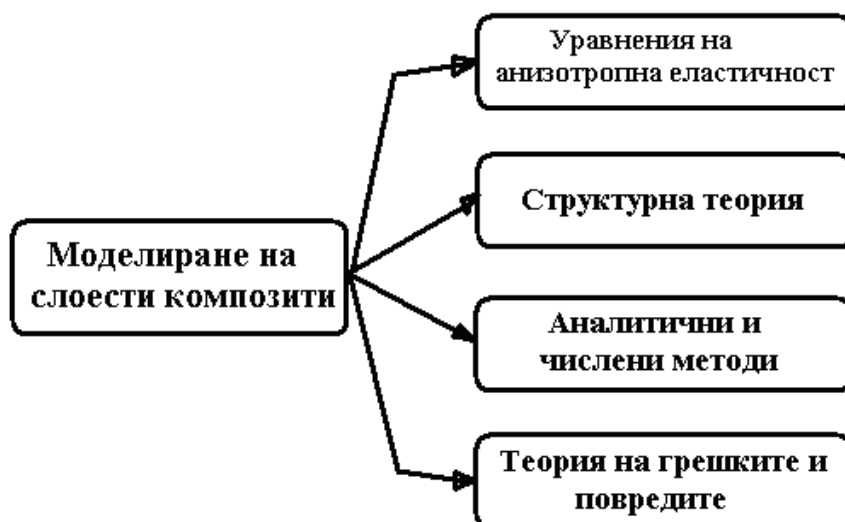 Уравнения на
анизотропна еластичност
Структурна теория
Моделиране на
слоести композити
Аналитични и
числени методи
Теория на грешките и
повредите